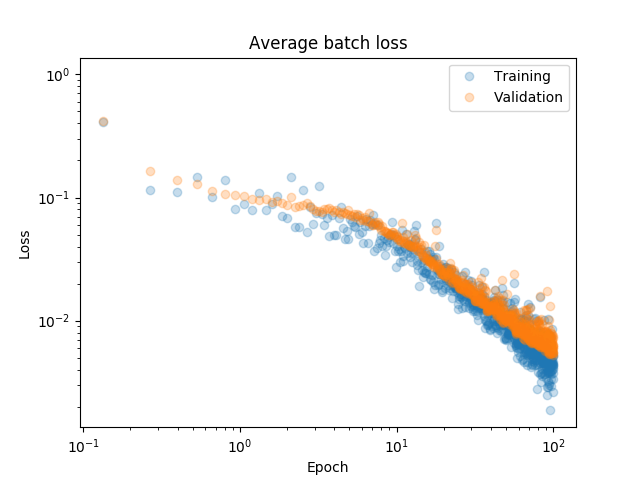 Average batch loss
Training
Validation
Loss
10⁰
10⁻¹
10⁻²
10⁻¹
10⁰
10¹
10²
Epoch